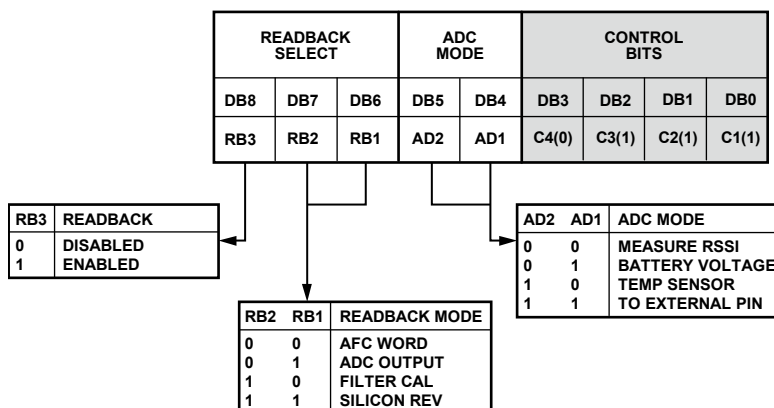 READBACK SELECT ADC MODE CONTROL BITS
DB8 DB7 DB6 DB5 DB4 DB3 DB2 DB1 DB0
RB3 RB2 RB1 AD2 AD1 C4(0) C3(1) C2(1) C1(1)
RB3 READBACK
0 DISABLED
1 ENABLED
AD2 AD1 ADC MODE
0 0 MEASURE RSSI
0 1 BATTERY VOLTAGE
1 0 TEMP SENSOR
1 1 TO EXTERNAL PIN
RB2 RB1 READBACK MODE
0 0 AFC WORD
0 1 ADC OUTPUT
1 0 FILTER CAL
1 1 SILICON REV